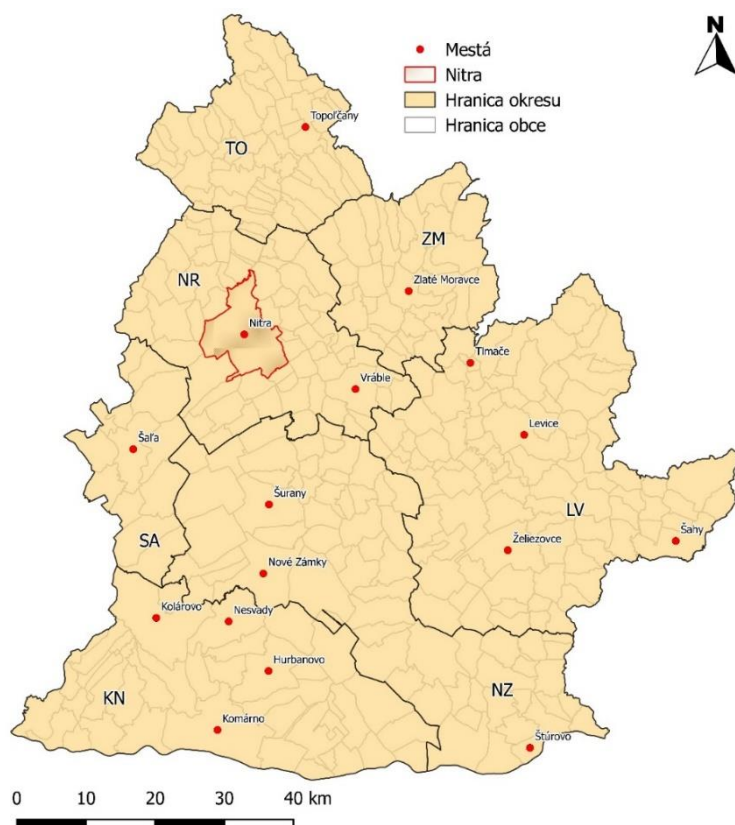 N
Mestá
Nitra
Hranica okresu
Hranica obce
Topoľčany
TO
ZM
NR
Zlaté Moravce
Nitra
Tlmače
Vráble
Levice
Šaľa
Šurany
LV
SA
Želiezovce
Šahy
Nové Zámky
Kolárovo
Nesvady
Hurbanovo
KN
NZ
Komárno
Štúrovo
0 10 20 30 40 km